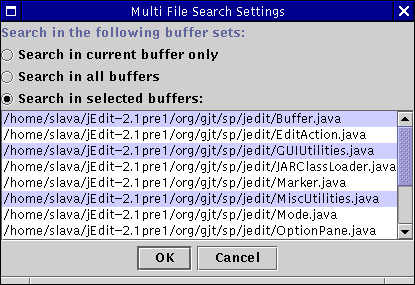 Multi File Search Settings
Search in the following buffer sets:
Search in current buffer only
Search in all buffers
Search in selected buffers:
/home/slava/jEdit-2.1pre1/org/gjt/sp/jedit/Buffer.java
/home/slava/jEdit-2.1pre1/org/gjt/sp/jedit/EditAction.java
/home/slava/jEdit-2.1pre1/org/gjt/sp/jedit/GUIUtilities.java
/home/slava/jEdit-2.1pre1/org/gjt/sp/jedit/JARClassLoader.java
/home/slava/jEdit-2.1pre1/org/gjt/sp/jedit/Marker.java
/home/slava/jEdit-2.1pre1/org/gjt/sp/jedit/MiscUtilities.java
/home/slava/jEdit-2.1pre1/org/gjt/sp/jedit/Mode.java
/home/slava/jEdit-2.1pre1/org/gjt/sp/jedit/OptionPane.java
OK Cancel